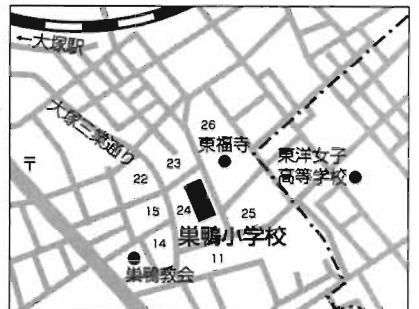 ←大塚駅
大塚三業通り
26
東福寺
東洋女子
高等学校
〒
23
22
15
24
25
巣鴨小学校
14
11
巣鴨教会